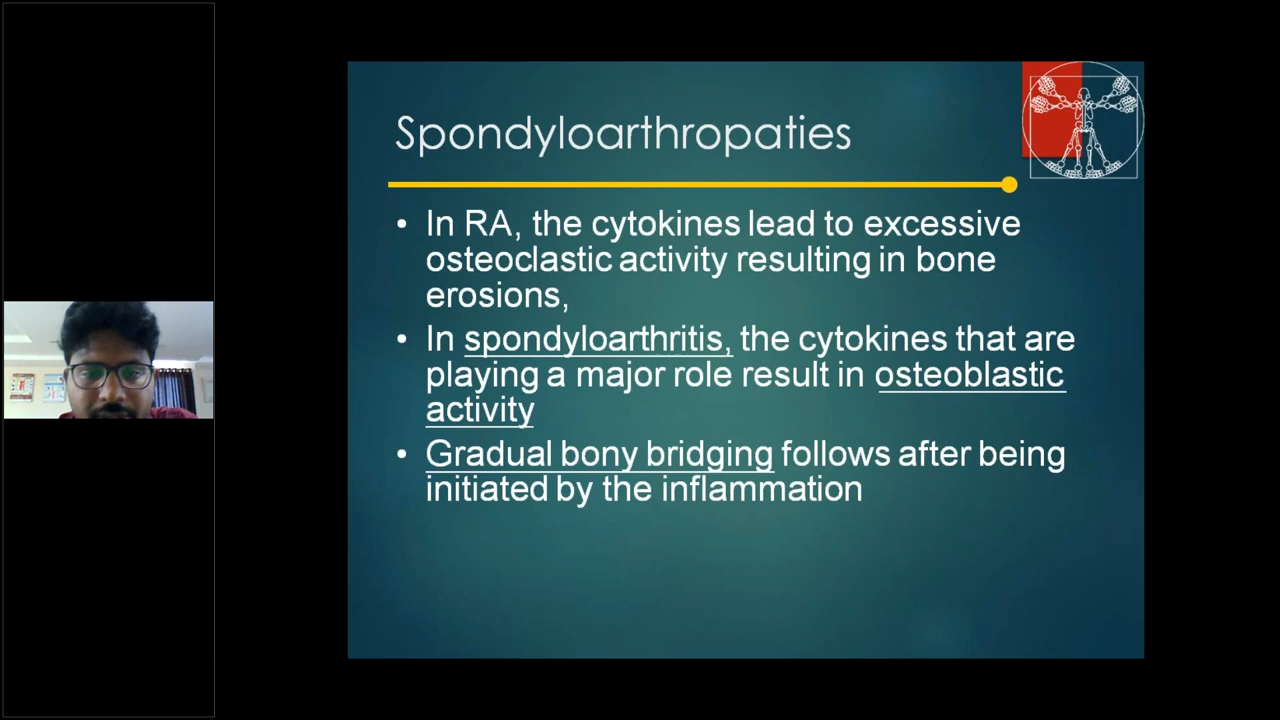 Spondyloarthropaties
• In RA, the cytokines lead to excessive
osteoclastic activity resulting in bone
erosions,
• In spondyloarthritis, the cytokines that are
playing a major role result in osteoblastic
activity
• Gradual bony bridging follows after being
initiated by the inflammation